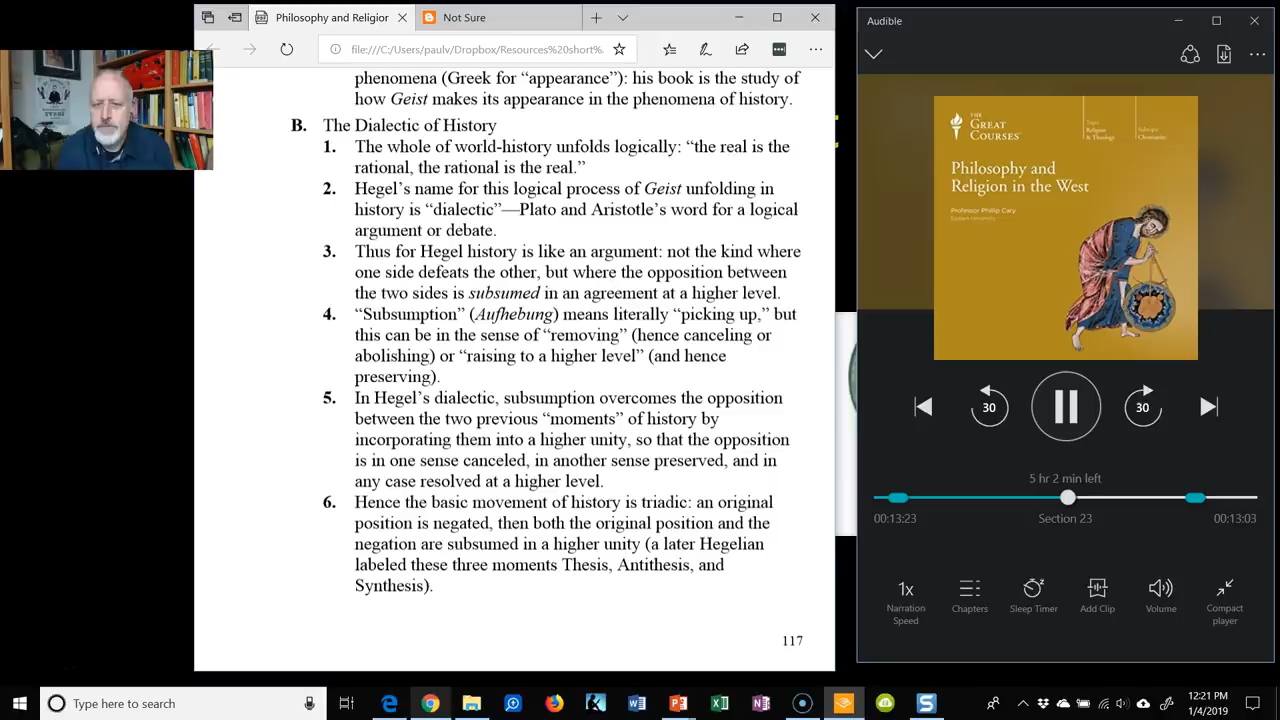 Philosophy and Religior
Not Sure
file:///C:/Users/paulv/Dropbox/Resources%20short%
phenomena (Greek for “appearance”): his book is the study of
how Geist makes its appearance in the phenomena of history.
B. The Dialectic of History
1. The whole of world-history unfolds logically: “the real is the
rational, the rational is the real.”
2. Hegel’s name for this logical process of Geist unfolding in
history is “dialectic”—Plato and Aristotle’s word for a logical
argument or debate.
3. Thus for Hegel history is like an argument: not the kind where
one side defeats the other, but where the opposition between
the two sides is subsumed in an agreement at a higher level.
4. “Subsumption” (Aufhebung) means literally “picking up,” but
this can be in the sense of “removing” (hence canceling or
abolishing) or “raising to a higher level” (and hence
preserving).
5. In Hegel’s dialectic, subsumption overcomes the opposition
between the two previous “moments” of history by
incorporating them into a higher unity, so that the opposition
is in one sense canceled, in another sense preserved, and in
any case resolved at a higher level.
6. Hence the basic movement of history is triadic: an original
position is negated, then both the original position and the
negation are subsumed in a higher unity (a later Hegelian
labeled these three moments Thesis, Antithesis, and
Synthesis).
117
Audible
THE
GREAT
COURSES
Topic
Religion
& Theology
Subtopic
Christianity
Philosophy and
Religion in the West
Professor Phillip Cary
Eastern University
30
30
5 hr 2 min left
00:13:23
Section 23
00:13:03
1x
Narration
Speed
Chapters
Sleep Timer
Add Clip
Volume
Compact
player
Type here to search
12:21 PM
1/4/2019